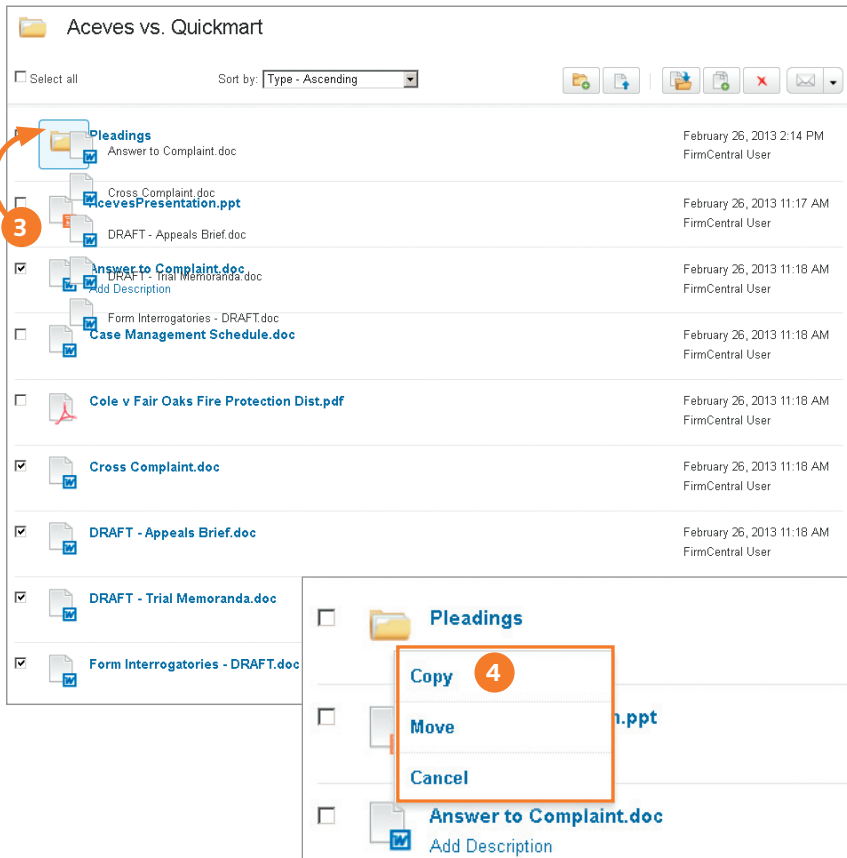 Aceves vs. Quickmart
Select all
Sort by: Type - Ascending
Pleadings
February 26, 2013 2:14 PM
Answer to Complaint.doc
FirmCentral User
Cross Complaint.doc
AcevesPresentation.ppt
February 26, 2013 11:17 AM
3
FirmCentral User
DRAFT - Appeals Brief.doc
Answer to Complaint.doc
February 26, 2013 11:18 AM
DRAFT - Trial Memoranda.doc
Add Description
FirmCentral User
Form Interrogatories - DRAFT.doc
Case Management Schedule.doc
February 26, 2013 11:18 AM
FirmCentral User
Cole v Fair Oaks Fire Protection Dist.pdf
February 26, 2013 11:18 AM
FirmCentral User
Cross Complaint.doc
February 26, 2013 11:18 AM
FirmCentral User
DRAFT - Appeals Brief.doc
February 26, 2013 11:18 AM
FirmCentral User
DRAFT - Trial Memoranda.doc
Form Interrogatories - DRAFT.doc
Pleadings
Copy 4
Move
n.ppt
Cancel
Answer to Complaint.doc
Add Description